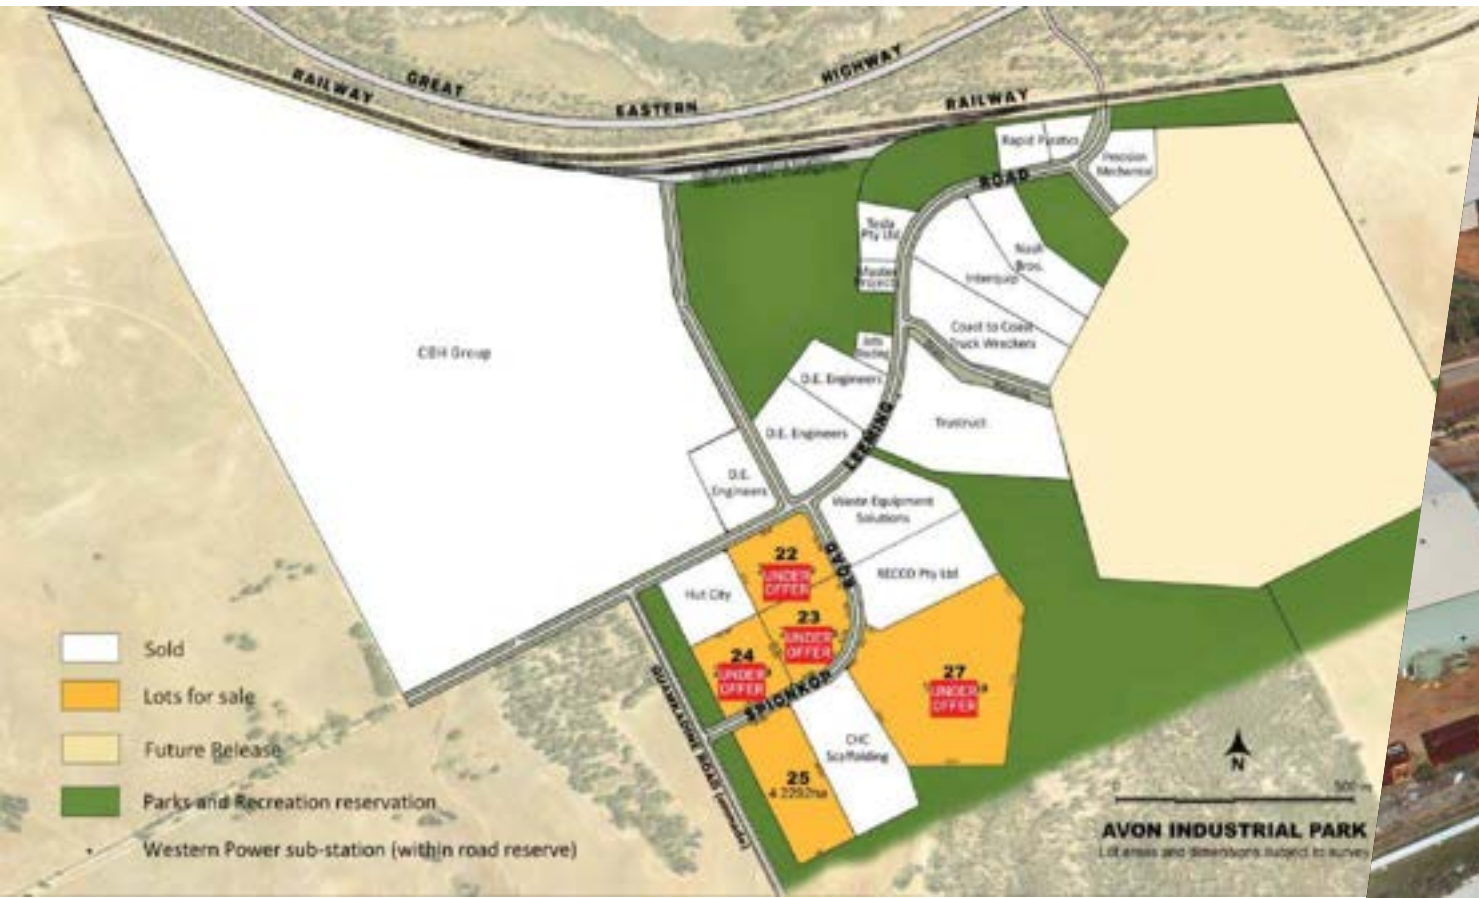 RAILWAY
GREAT
EASTERN
HIGHWAY
RAILWAY
Rapid Plastics
Precision
Mechanical
ROAD
Tesla
Pty Ltd
Nash
Bros.
Interquip
Coast to Coast
Truck Wreckers
D.E. Engineers
D.E. Engineers
D.E.
Engineers
CBH Group
Trustruct
LEEMING
Waste Equipment
Solutions
RECOD Pty Ltd
ROAD
22
UNDER
OFFER
Hut City
23
UNDER
OFFER
24
UNDER
OFFER
27
UNDER
OFFER
SPIONKOP
CHC
Scaffolding
25
4.2292ha
Sold
Lots for sale
Future Release
Parks and Recreation reservation
Western Power sub-station (within road reserve)
N
0 500 m
AVON INDUSTRIAL PARK
Lot areas and dimensions subject to survey